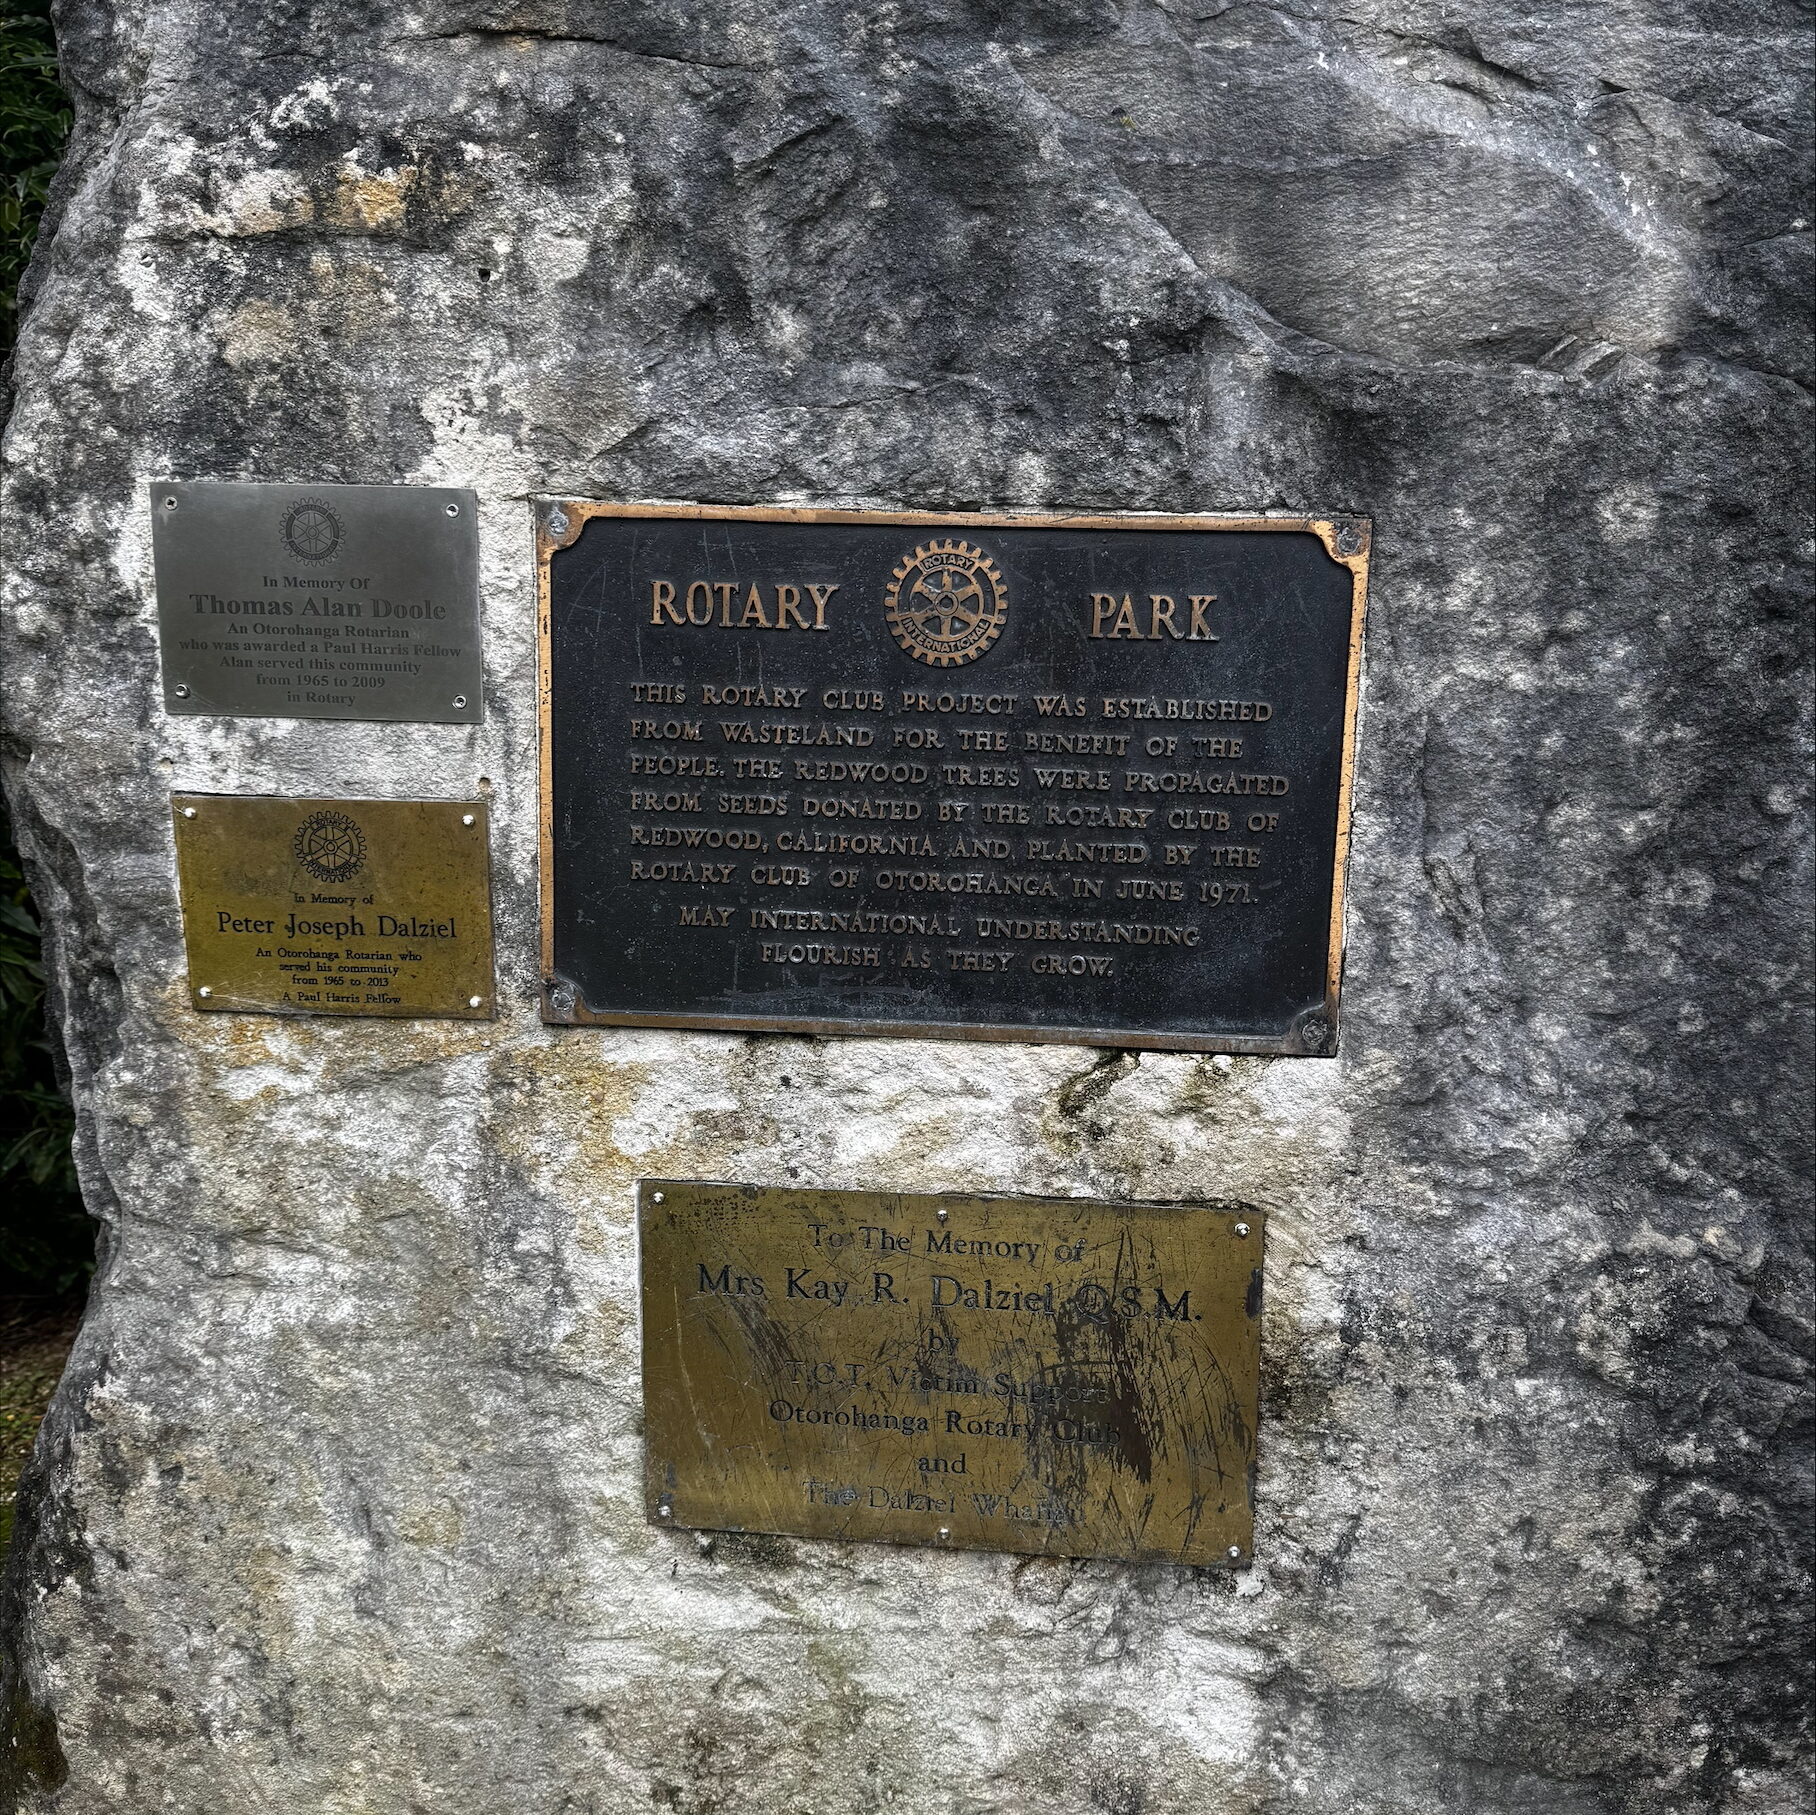 In Memory Of
Thomas Alan Doole
An Otorohanga Rotarian
who was awarded a Paul Harris Fellow
Alan served this community
from 1965 to 2009
in Rotary
ROTARY
INTERNATIONAL
In Memory of
Peter Joseph Dalziel
An Otorohanga Rotarian who
served his community
from 1965 to 2013
A Paul Harris Fellow
ROTARY PARK
ROTARY
INTERNATIONAL
THIS ROTARY CLUB PROJECT WAS ESTABLISHED
FROM WASTELAND FOR THE BENEFIT OF THE
PEOPLE. THE REDWOOD TREES WERE PROPAGATED
FROM SEEDS DONATED BY THE ROTARY CLUB OF
REDWOOD, CALIFORNIA AND PLANTED BY THE
ROTARY CLUB OF OTOROHANGA IN JUNE 1971.
MAY INTERNATIONAL UNDERSTANDING
FLOURISH AS THEY GROW.
To The Memory of
Mrs Kay R. Dalziel Q.S.M.
by
T.O.T. Victim Support
Otorohanga Rotary Club
and
The Dalziel Whanau